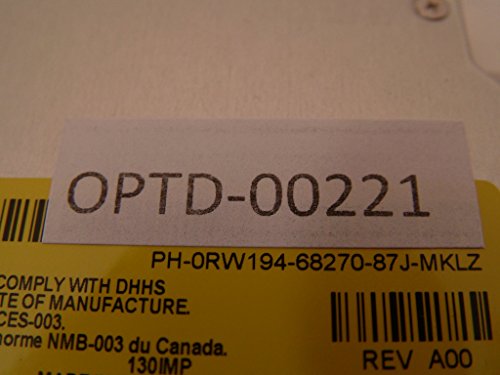 OPTD-00221
PH-0RW194-68270-87J-MKLZ
COMPLY WITH DHHS
TE OF MANUFACTURE.
CES-003.
norme NMB-003 du Canada.
130IMP
REV A00